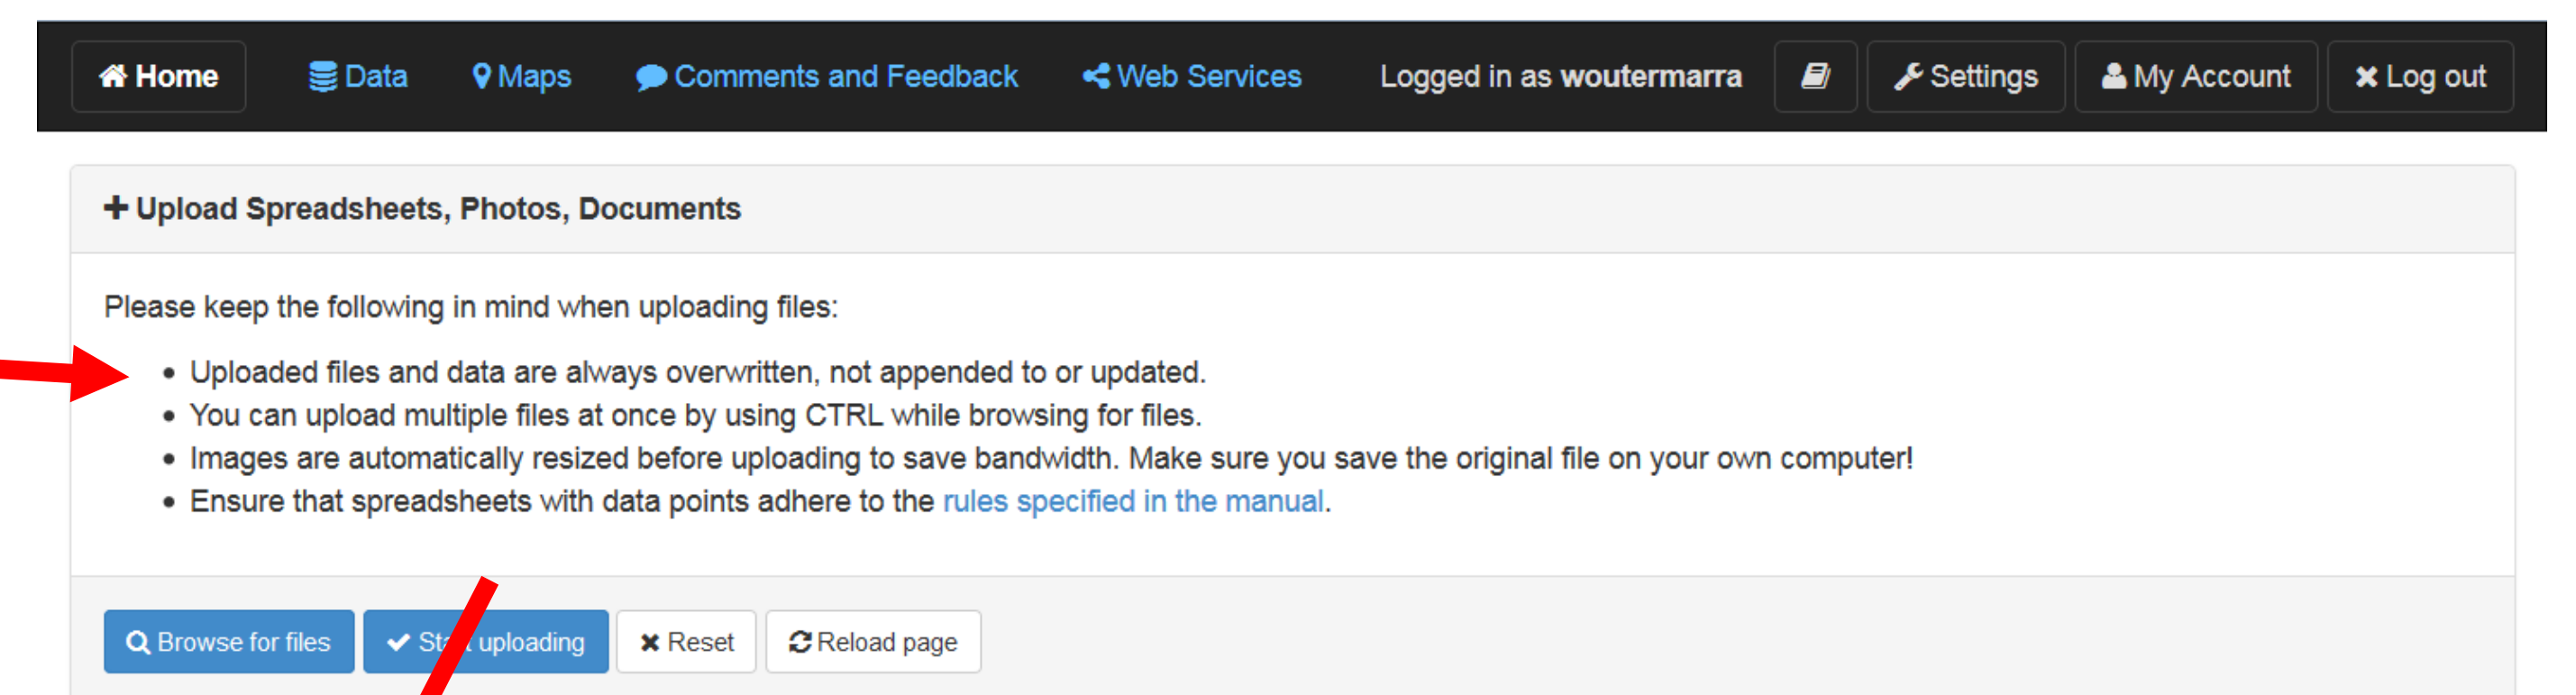 Home Data Maps Comments and Feedback Web Services Logged in as woutermarra Settings My Account Log out
Upload Spreadsheets, Photos, Documents
Please keep the following in mind when uploading files:
• Uploaded files and data are always overwritten, not appended to or updated.
• You can upload multiple files at once by using CTRL while browsing for files.
• Images are automatically resized before uploading to save bandwidth. Make sure you save the original file on your own computer!
• Ensure that spreadsheets with data points adhere to the rules specified in the manual.
Browse for files Start uploading Reset Reload page